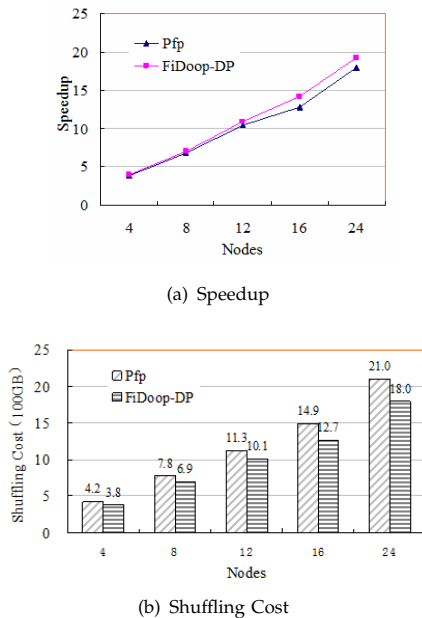 25
20
15
10
5
0
Speedup
Pfp
FiDoop-DP
4 8 12 16 24
Nodes
(a) Speedup
25
20
15
10
5
0
Shuffling Cost (100GB)
Pfp
FiDoop-DP
4.2 3.8 7.8 6.9 11.3 10.1 14.9 12.7 21.0 18.0
4 8 12 16 24
Nodes
(b) Shuffling Cost